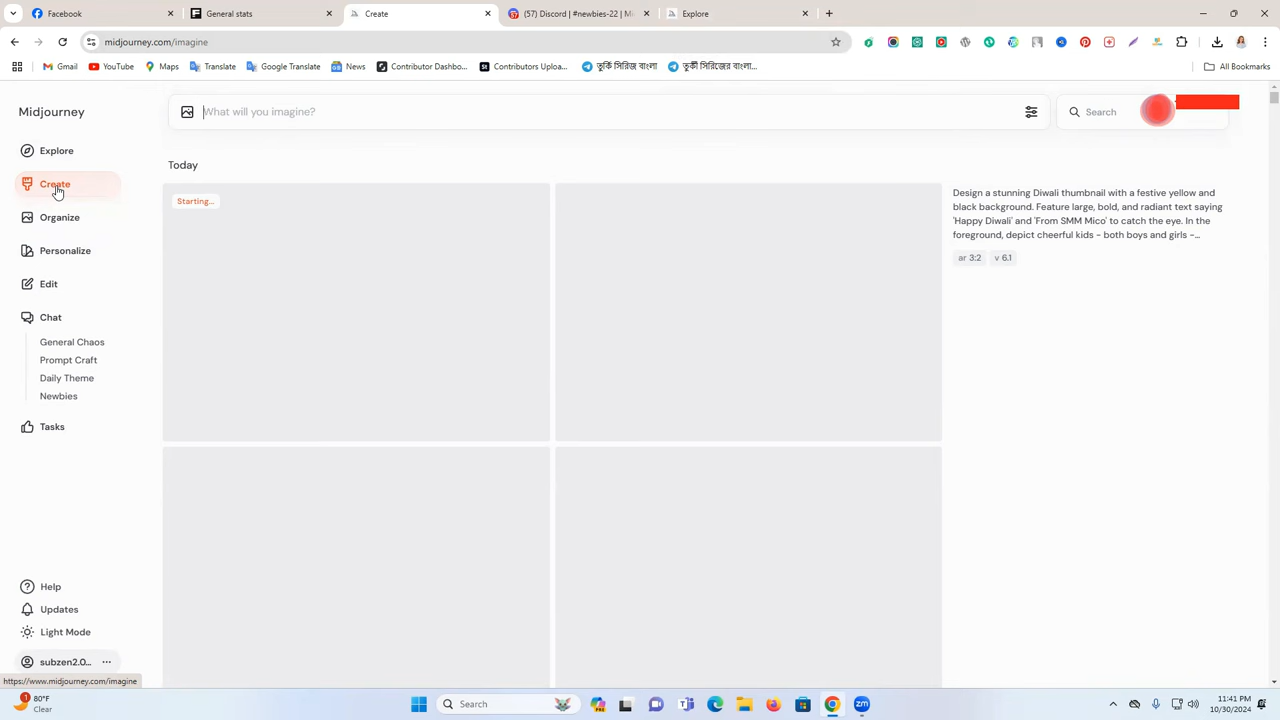 Facebook
General stats
Create
(57) Discord | #newbies-22 | Mi
Explore
midjourney.com/imagine
Gmail
YouTube
Maps
Translate
Google Translate
News
Contributor Dashbo...
Contributors Uploa...
তুর্কি সিরিজ বাংলা
তুর্কী সিরিজের বাংলা...
All Bookmarks
Midjourney
What will you imagine?
Search
Explore
Today
Create
Starting...
Design a stunning Diwali thumbnail with a festive yellow and
black background. Feature large, bold, and radiant text saying
'Happy Diwali' and 'From SMM Mico' to catch the eye. In the
foreground, depict cheerful kids - both boys and girls -...
ar 3:2 v 6.1
Organize
Personalize
Edit
Chat
General Chaos
Prompt Craft
Daily Theme
Newbies
Tasks
Help
Updates
Light Mode
subzen2.0...
https://www.midjourney.com/imagine
1
80°F
Clear
Search
zm
11:41 PM
10/30/2024